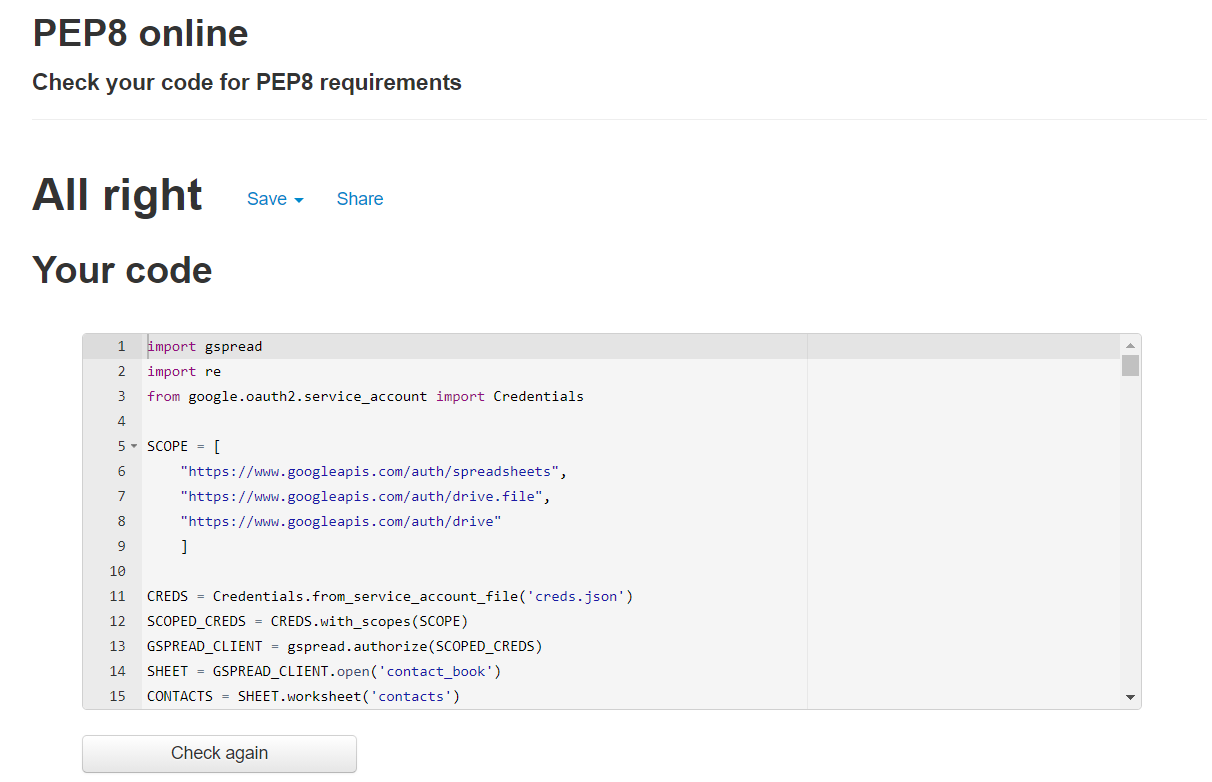 PEP8 online
Check your code for PEP8 requirements
All right Save Share
Your code
1 import gspread
2 import re
3 from google.oauth2.service_account import Credentials
4
5 SCOPE = [
6     "https://www.googleapis.com/auth/spreadsheets",
7     "https://www.googleapis.com/auth/drive.file",
8     "https://www.googleapis.com/auth/drive"
9     ]
10
11 CREDS = Credentials.from_service_account_file('creds.json')
12 SCOPED_CREDS = CREDS.with_scopes(SCOPE)
13 GSPREAD_CLIENT = gspread.authorize(SCOPED_CREDS)
14 SHEET = GSPREAD_CLIENT.open('contact_book')
15 CONTACTS = SHEET.worksheet('contacts')
Check again